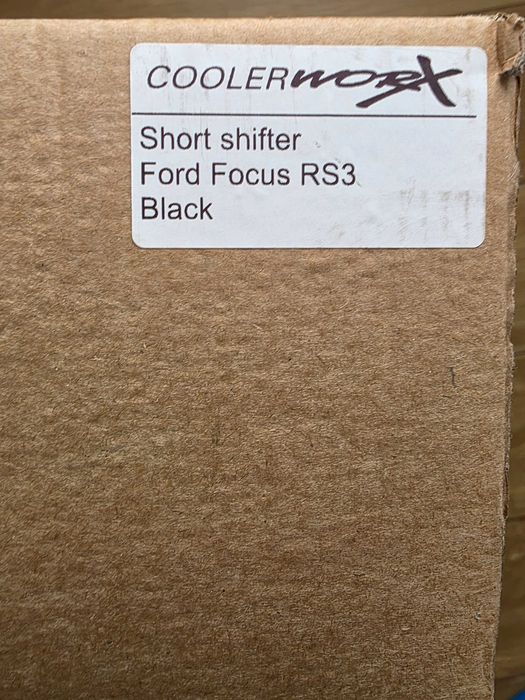 COOLERWORX
Short shifter
Ford Focus RS3
Black